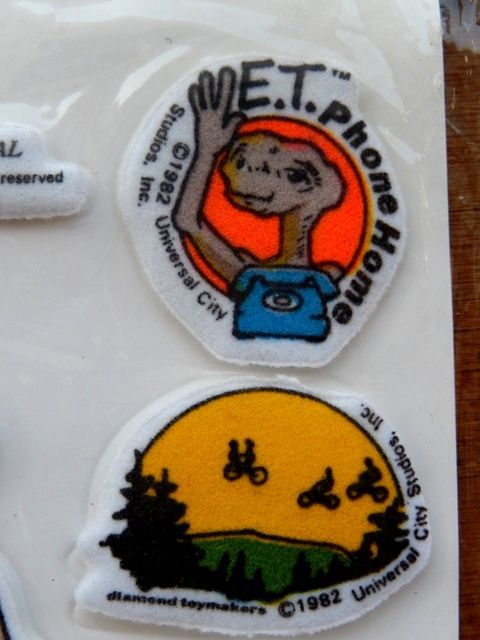 AL
reserved
E.T.™ Phone Home
©1982 Universal City Studios, Inc.
diamond toymakers ©1982 Universal City Studios, Inc.